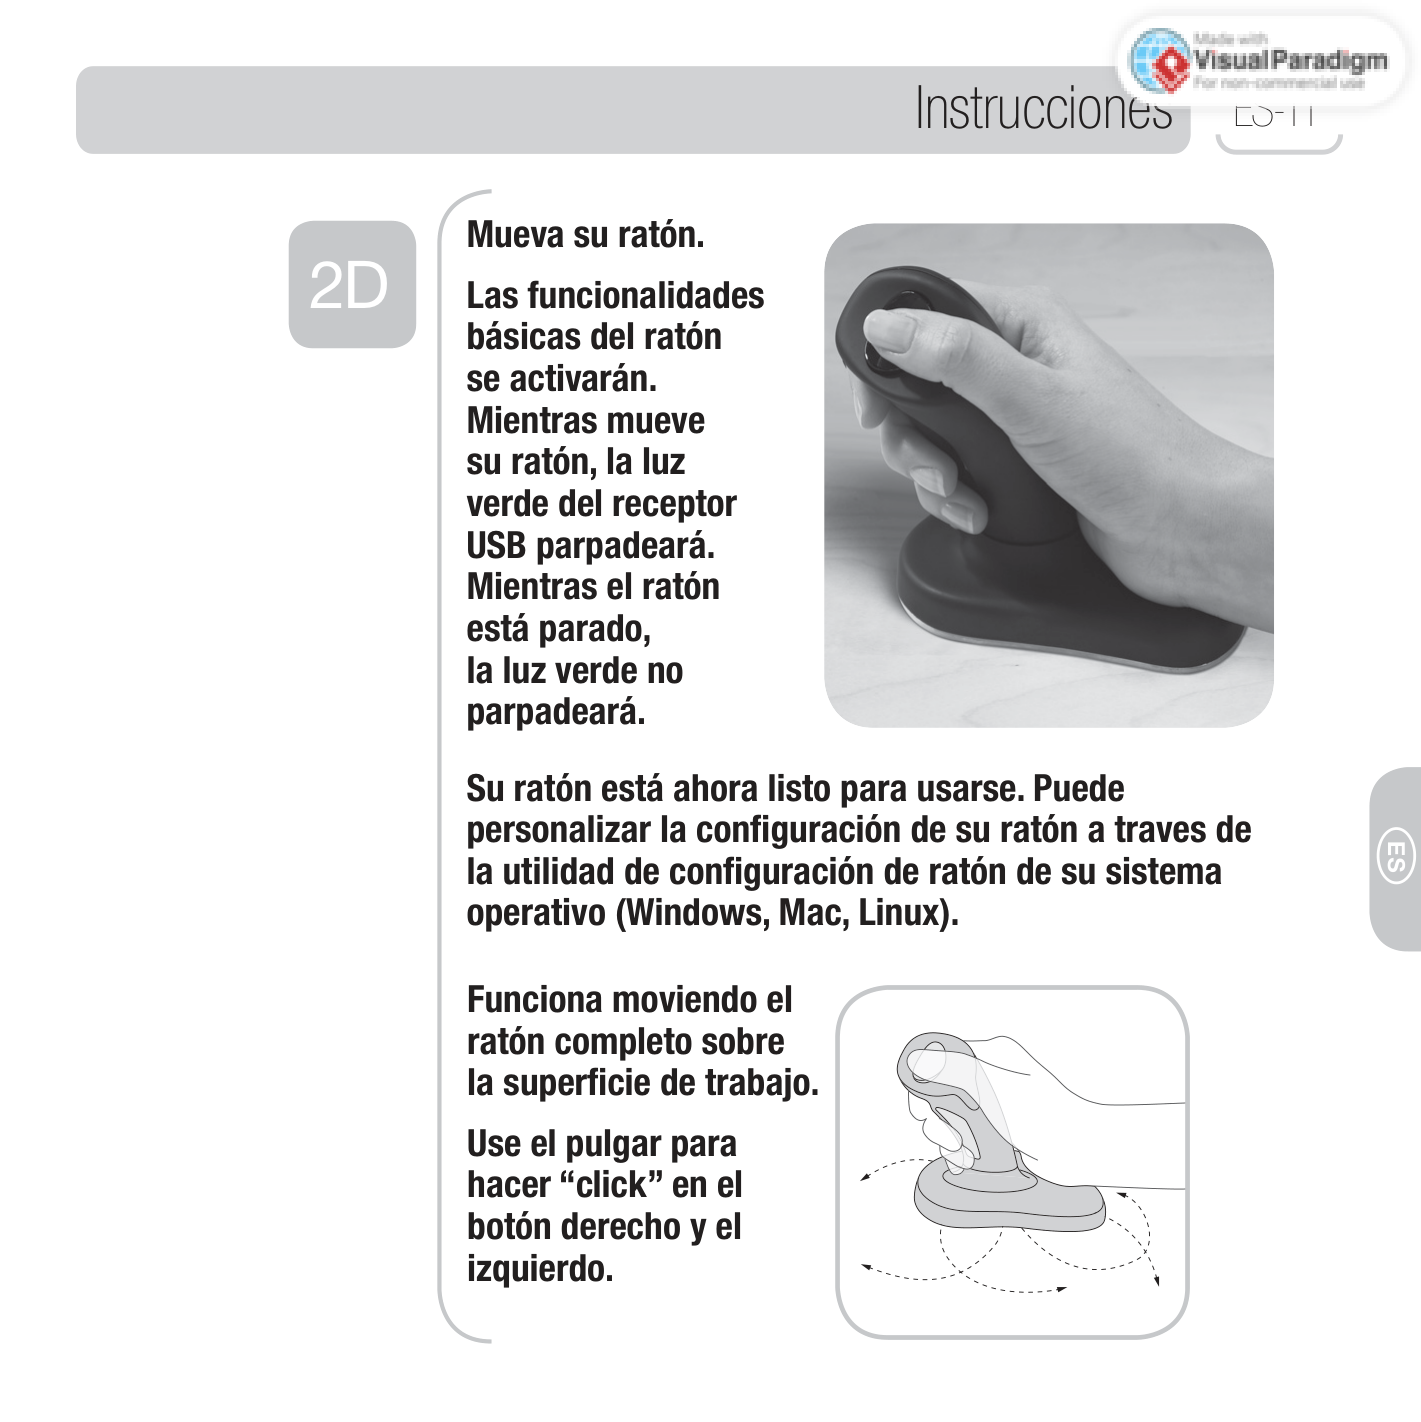 Made with
VisualParadigm
For non-commercial use
Instrucciones
ES-11
2D
Mueva su ratón.
Las funcionalidades
básicas del ratón
se activarán.
Mientras mueve
su ratón, la luz
verde del receptor
USB parpadeará.
Mientras el ratón
está parado,
la luz verde no
parpadeará.
Su ratón está ahora listo para usarse. Puede
personalizar la configuración de su ratón a traves de
la utilidad de configuración de ratón de su sistema
operativo (Windows, Mac, Linux).
Funciona moviendo el
ratón completo sobre
la superficie de trabajo.
Use el pulgar para
hacer “click” en el
botón derecho y el
izquierdo.
ES